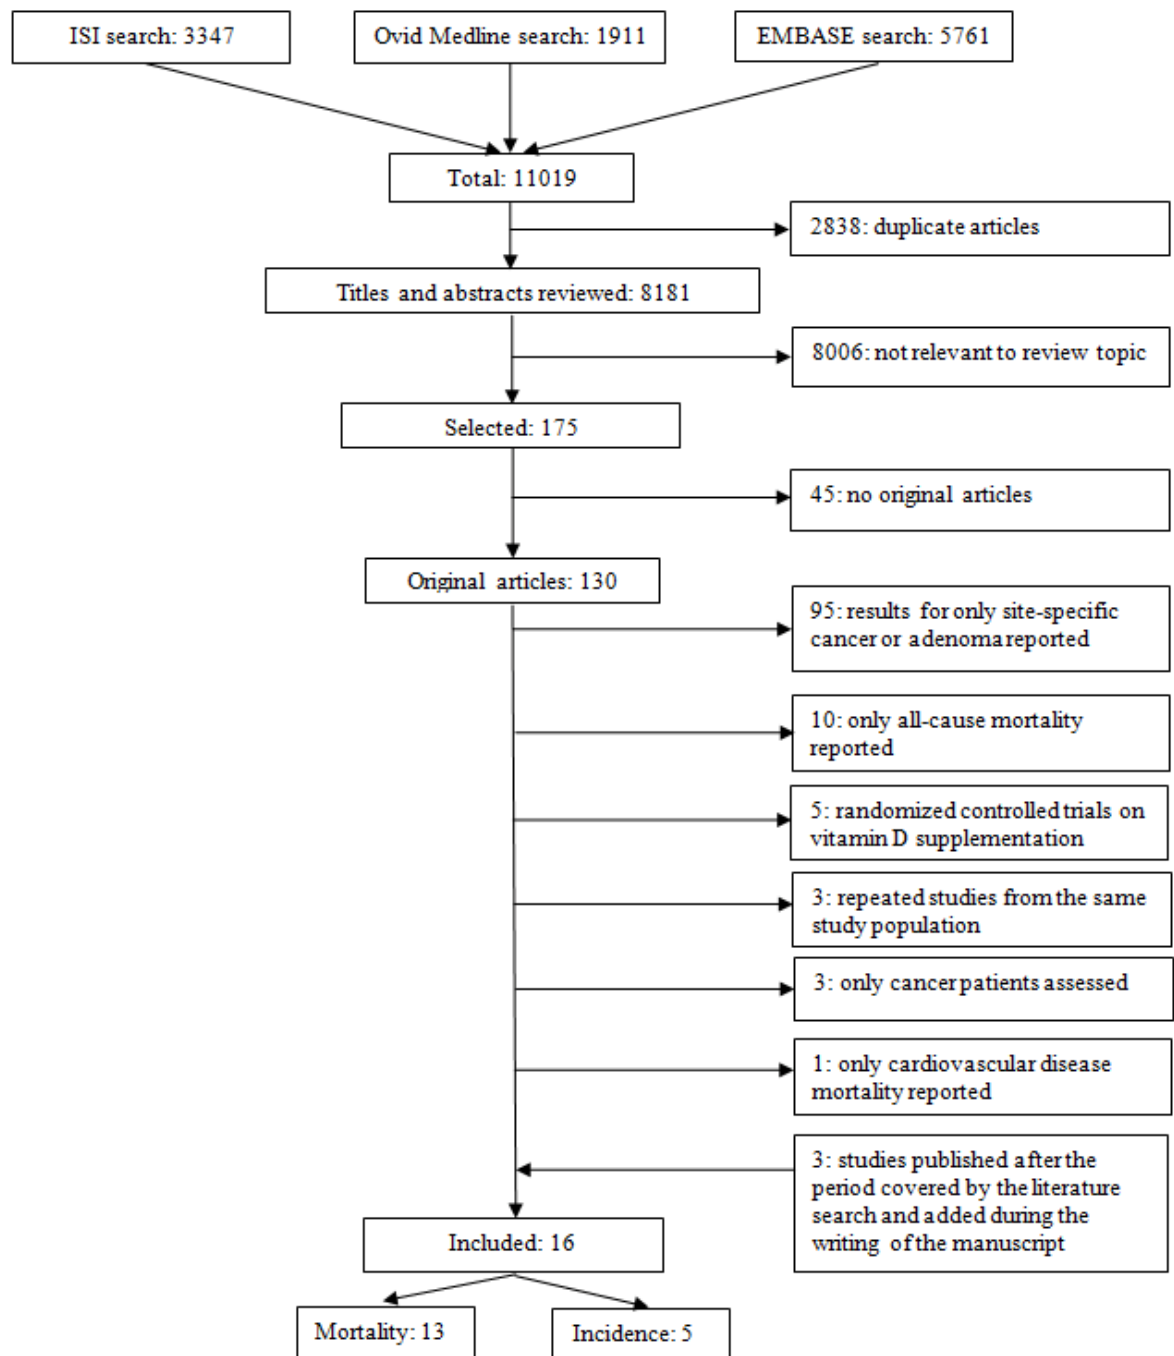 ISI search: 3347
Ovid Medline search: 1911
EMBASE search: 5761
Total: 11019
2838: duplicate articles
Titles and abstracts reviewed: 8181
8006: not relevant to review topic
Selected: 175
45: no original articles
Original articles: 130
95: results for only site-specific
cancer or adenoma reported
10: only all-cause mortality
reported
5: randomized controlled trials on
vitamin D supplementation
3: repeated studies from the same
study population
3: only cancer patients assessed
1: only cardiovascular disease
mortality reported
3: studies published after the
period covered by the literature
search and added during the
writing of the manuscript
Included: 16
Mortality: 13
Incidence: 5